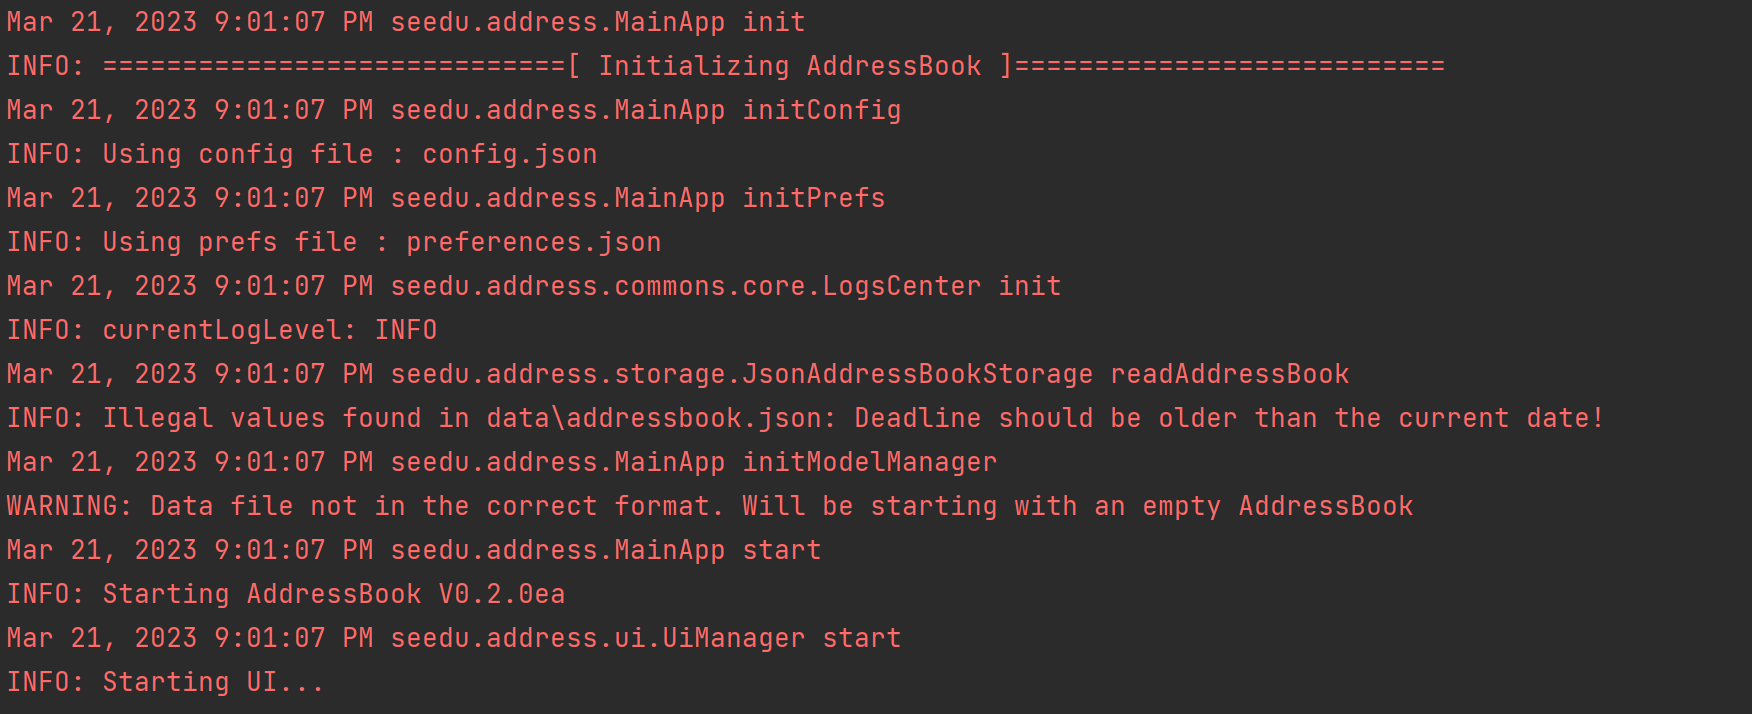 Mar 21, 2023 9:01:07 PM seedu.address.MainApp init
INFO: =============================[ Initializing AddressBook ]===========================
Mar 21, 2023 9:01:07 PM seedu.address.MainApp initConfig
INFO: Using config file : config.json
Mar 21, 2023 9:01:07 PM seedu.address.MainApp initPrefs
INFO: Using prefs file : preferences.json
Mar 21, 2023 9:01:07 PM seedu.address.commons.core.LogsCenter init
INFO: currentLogLevel: INFO
Mar 21, 2023 9:01:07 PM seedu.address.storage.JsonAddressBookStorage readAddressBook
INFO: Illegal values found in data\addressbook.json: Deadline should be older than the current date!
Mar 21, 2023 9:01:07 PM seedu.address.MainApp initModelManager
WARNING: Data file not in the correct format. Will be starting with an empty AddressBook
Mar 21, 2023 9:01:07 PM seedu.address.MainApp start
INFO: Starting AddressBook V0.2.0ea
Mar 21, 2023 9:01:07 PM seedu.address.ui.UiManager start
INFO: Starting UI...